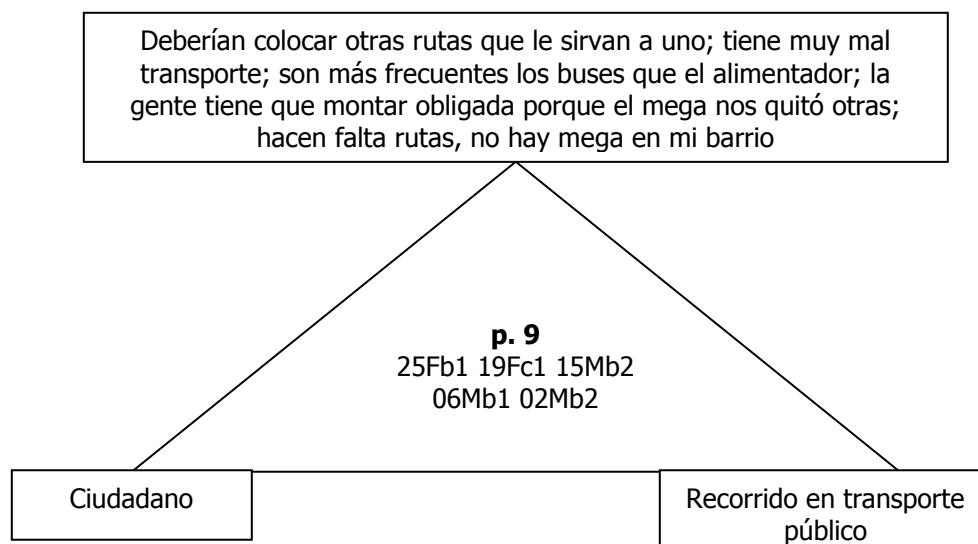 Deberían colocar otras rutas que le sirvan a uno; tiene muy mal
transporte; son más frecuentes los buses que el alimentador; la
gente tiene que montar obligada porque el mega nos quitó otras;
hacen falta rutas, no hay mega en mi barrio
p. 9
25Fb1 19Fc1 15Mb2
06Mb1 02Mb2
Ciudadano
Recorrido en transporte
público